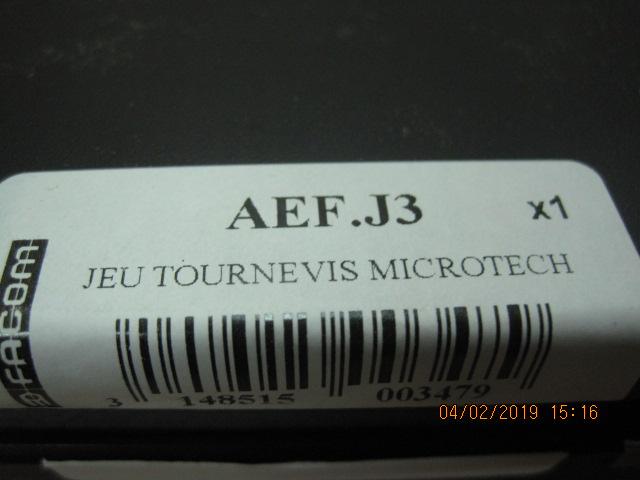 AEF.J3 x1
JEU TOURNEVIS MICROTECH
FACOM
3 148515 003479
04/02/2019 15:16